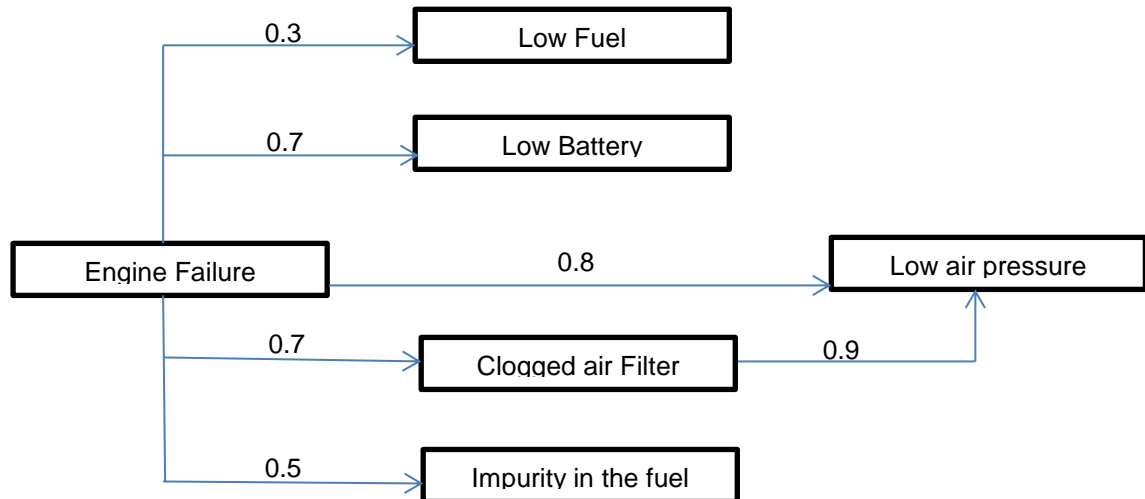 0.3
Low Fuel
0.7
Low Battery
Engine Failure
0.8
Low air pressure
0.7
Clogged air Filter
0.9
0.5
Impurity in the fuel